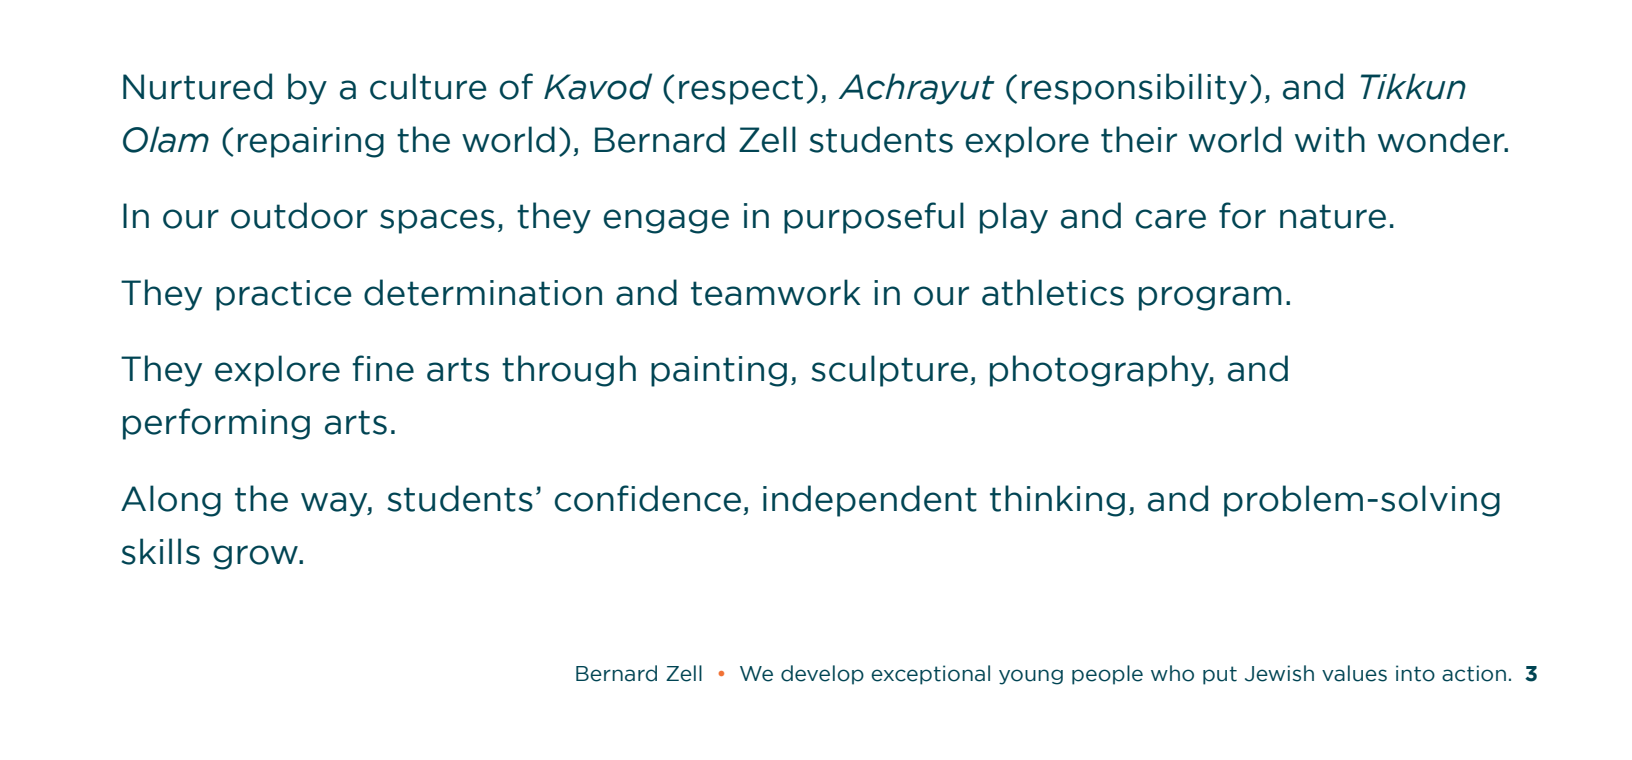 Nurtured by a culture of Kavod (respect), Achrayut (responsibility), and Tikkun
Olam (repairing the world), Bernard Zell students explore their world with wonder.
In our outdoor spaces, they engage in purposeful play and care for nature.
They practice determination and teamwork in our athletics program.
They explore fine arts through painting, sculpture, photography, and
performing arts.
Along the way, students’ confidence, independent thinking, and problem-solving
skills grow.
Bernard Zell • We develop exceptional young people who put Jewish values into action. 3